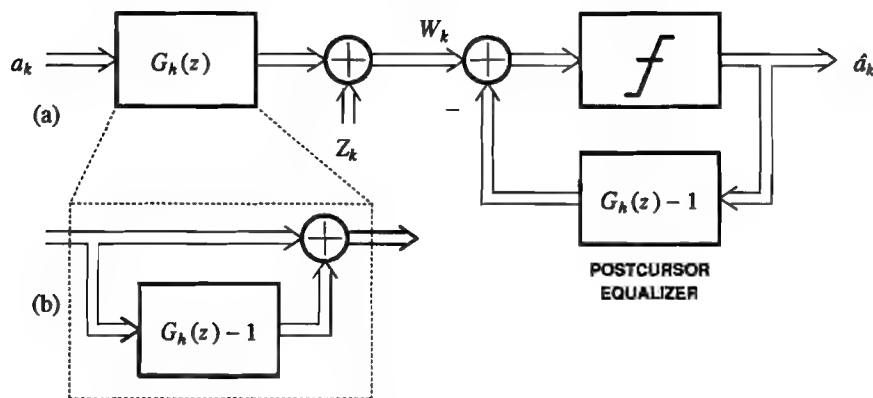 W_k
a_k
G_h(z)
â_k
(a)
−
Z_k
G_h(z) − 1
POSTCURSOR
EQUALIZER
(b)
G_h(z) − 1